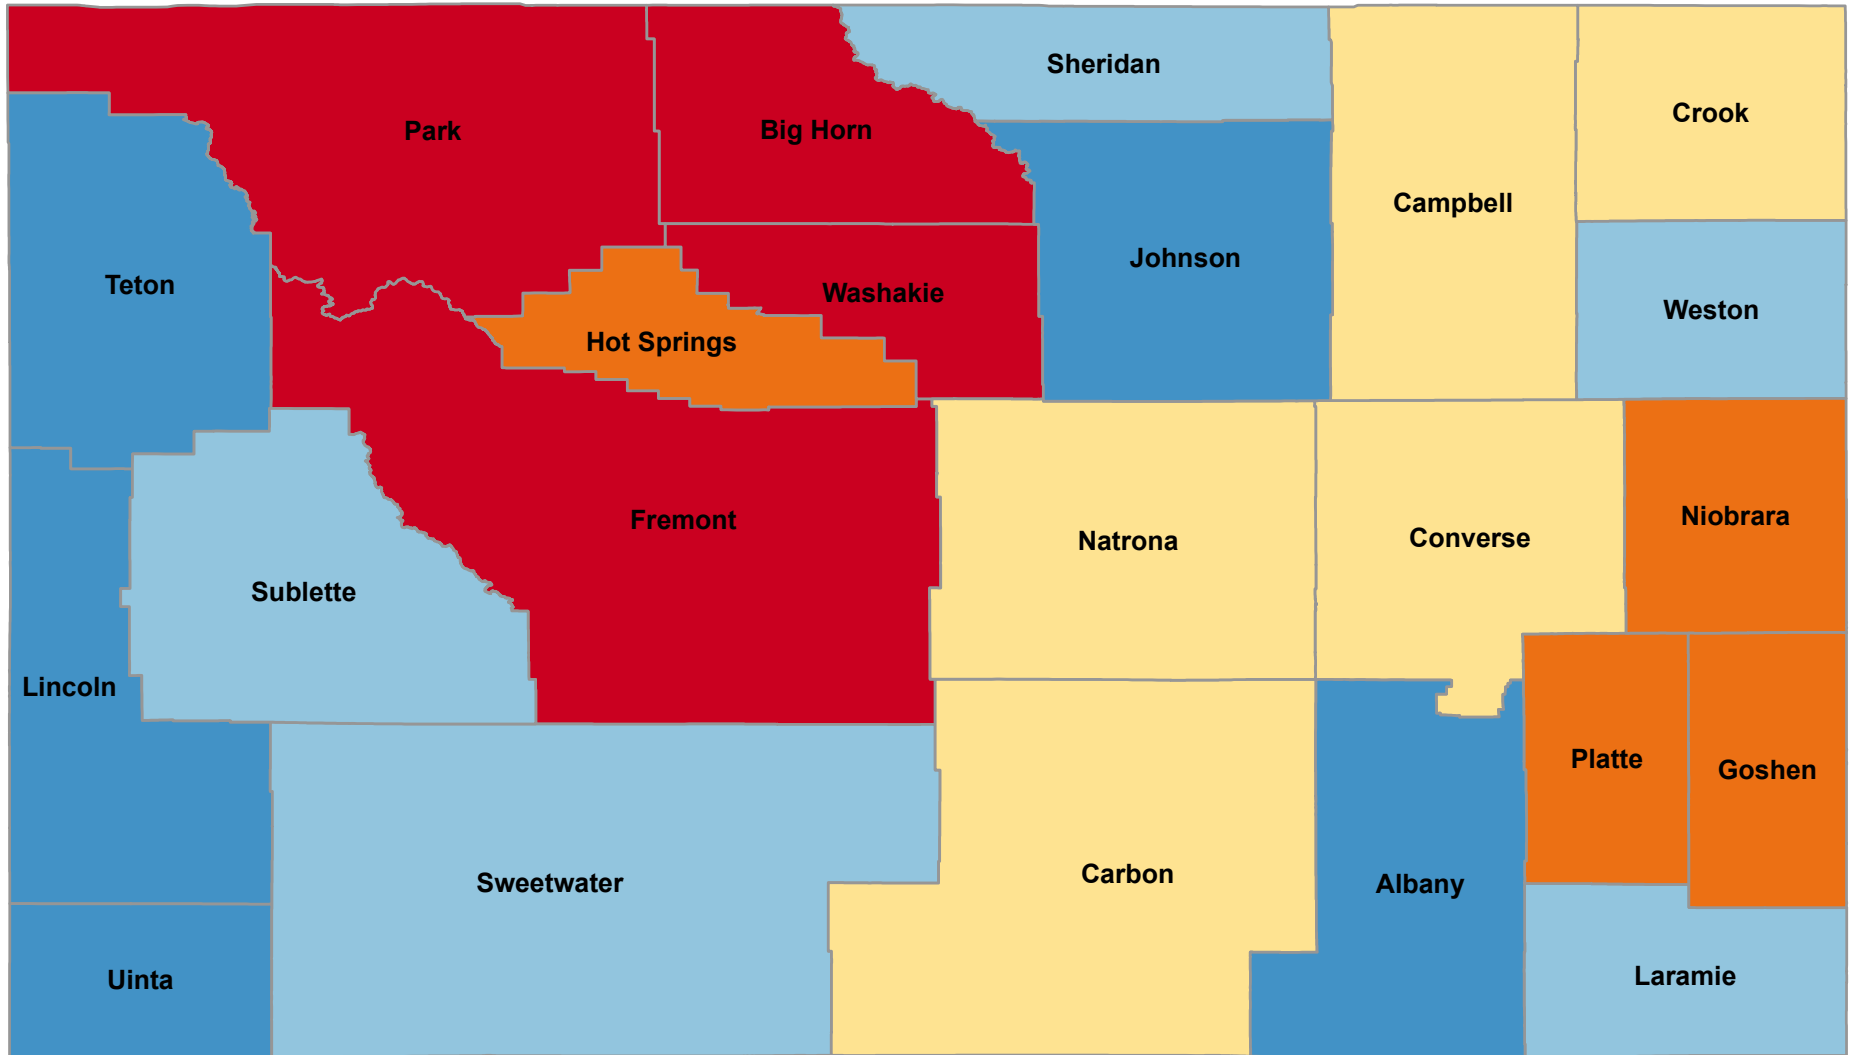 Sheridan
Crook
Park
Big Horn
Campbell
Johnson
Teton
Washakie
Weston
Hot Springs
Niobrara
Fremont
Natrona
Converse
Sublette
Lincoln
Platte
Goshen
Carbon
Sweetwater
Albany
Uinta
Laramie